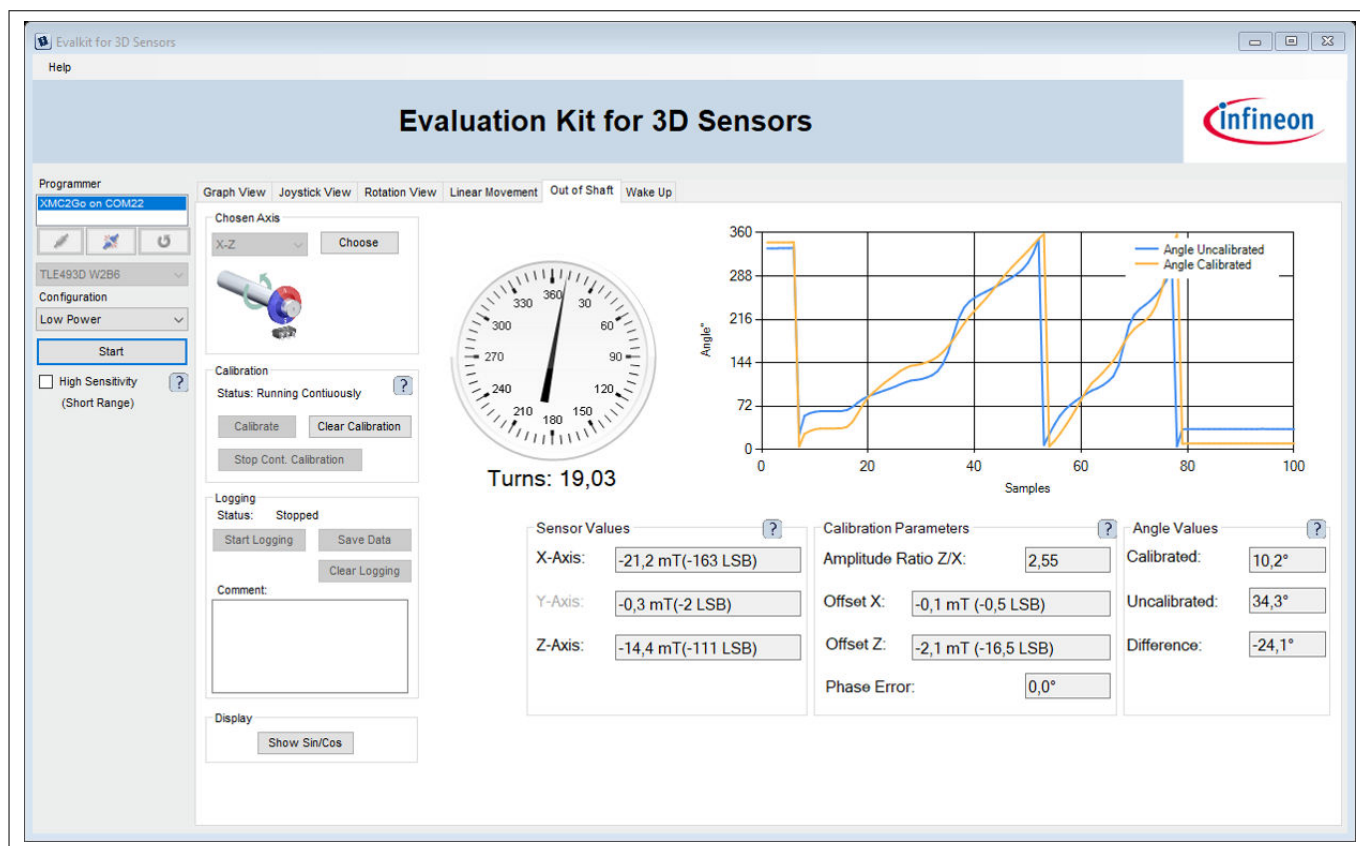 Evalkit for 3D Sensors
Help
Evaluation Kit for 3D Sensors
infineon
Programmer
XMC2Go on COM22
TLE493D W2B6
Configuration
Low Power
Start
High Sensitivity
(Short Range)
?
Graph View Joystick View Rotation View Linear Movement Out of Shaft Wake Up
Chosen Axis
X-Z
Choose
Calibration
?
Status: Running Contiuously
Calibrate
Clear Calibration
Stop Cont. Calibration
Logging
?
Status: Stopped
Start Logging
Save Data
Clear Logging
Comment:
Display
Show Sin/Cos
360
30
60
90
120
150
180
210
240
270
300
330
Turns: 19,03
Angle Uncalibrated
Angle Calibrated
360
288
216
144
72
0
Angle°
0 20 40 60 80 100
Samples
Sensor Values
?
X-Axis: -21,2 mT(-163 LSB)
Y-Axis: -0,3 mT(-2 LSB)
Z-Axis: -14,4 mT(-111 LSB)
Calibration Parameters
?
Amplitude Ratio Z/X: 2,55
Offset X: -0,1 mT (-0,5 LSB)
Offset Z: -2,1 mT (-16,5 LSB)
Phase Error: 0,0°
Angle Values
?
Calibrated: 10,2°
Uncalibrated: 34,3°
Difference: -24,1°